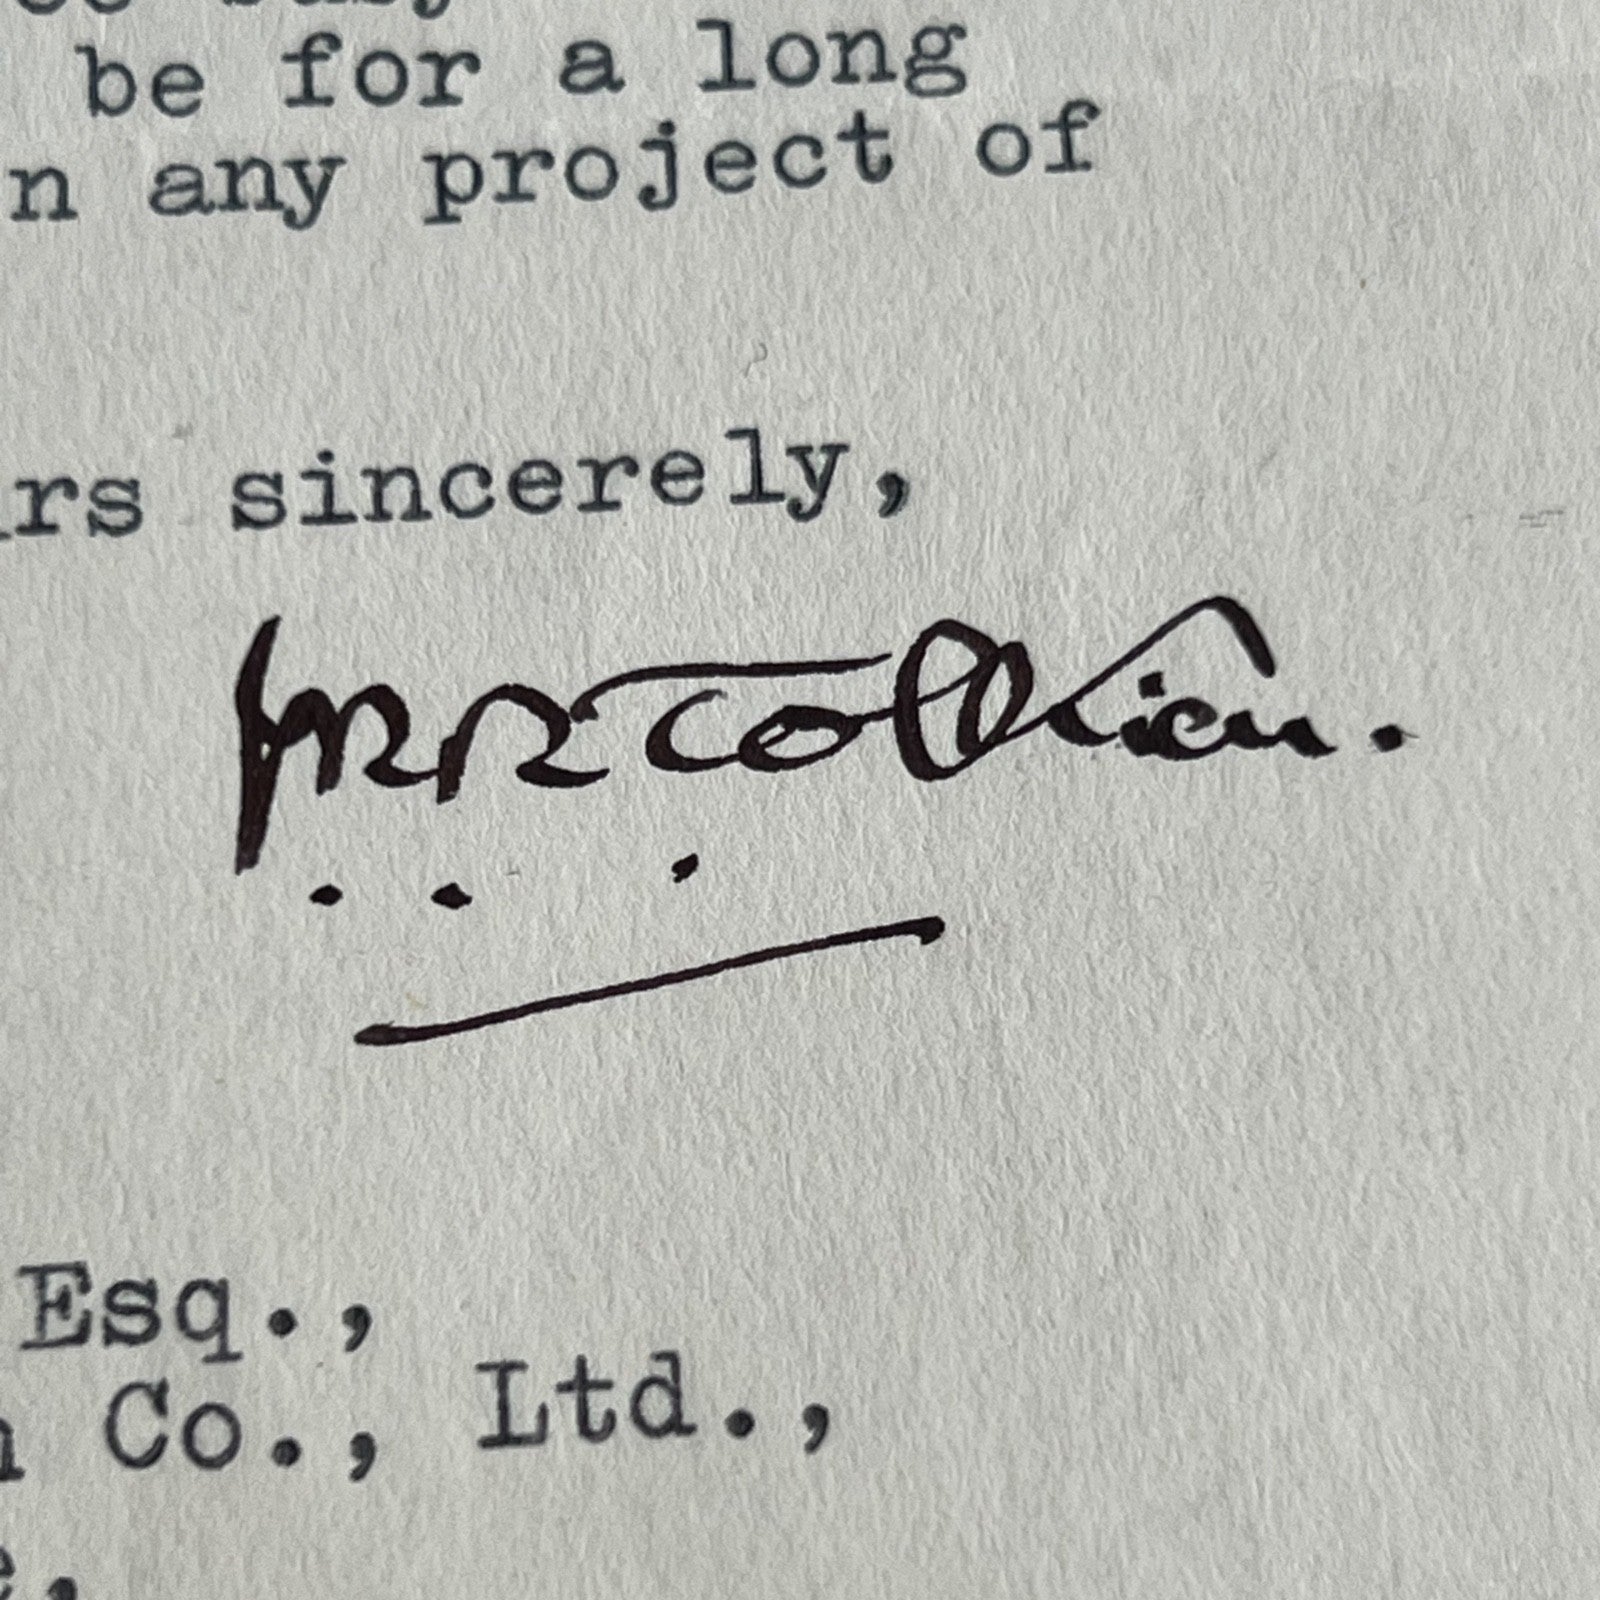 be for a long
n any project of
rs sincerely,
JRRTolkien.
Esq.,
Co., Ltd.,